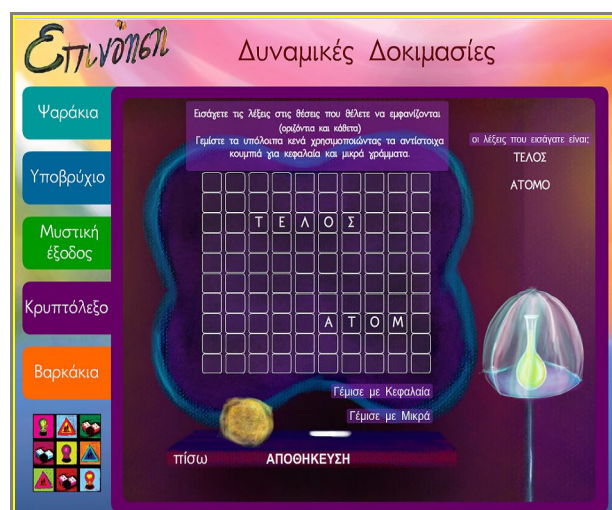 Επινόηση
Δυναμικές Δοκιμασίες
Ψαράκια
Υποβρύχιο
Μυστική
έξοδος
Κρυπτόλεξο
Βαρκάκια
Εισάγετε τις λέξεις στις θέσεις που θέλετε να εμφανίζονται
(οριζόντια και κάθετα)
Γεμίστε τα υπόλοιπα κενά χρησιμοποιώντας τα αντίστοιχα
κουμπιά για κεφαλαία και μικρά γράμματα.
οι λέξεις που εισάγατε είναι:
ΤΕΛΟΣ
ΑΤΟΜΟ
Τ Ε Λ Ο Σ
Α Τ Ο Μ
Γέμισε με Κεφαλαία
Γέμισε με Μικρά
πίσω
ΑΠΟΘΗΚΕΥΣΗ